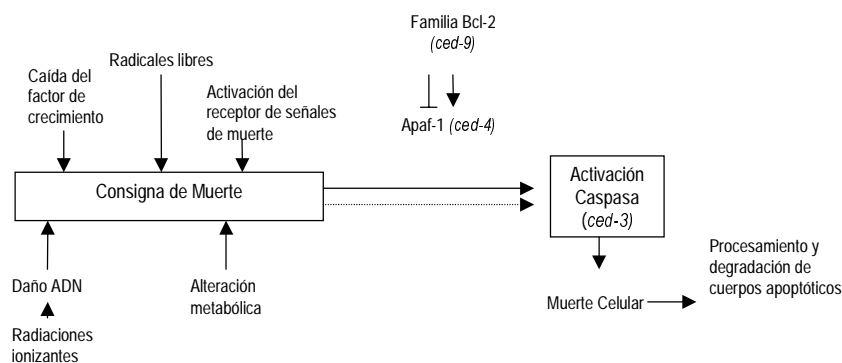 Familia Bcl-2
(ced-9)
Radicales libres
Caída del
factor de
crecimiento
Activación del
receptor de señales
de muerte
Apaf-1 (ced-4)
Consigna de Muerte
Activación
Caspasa
(ced-3)
Daño ADN
Alteración
metabólica
Radiaciones
ionizantes
Muerte Celular
Procesamiento y
degradación de
cuerpos apoptóticos